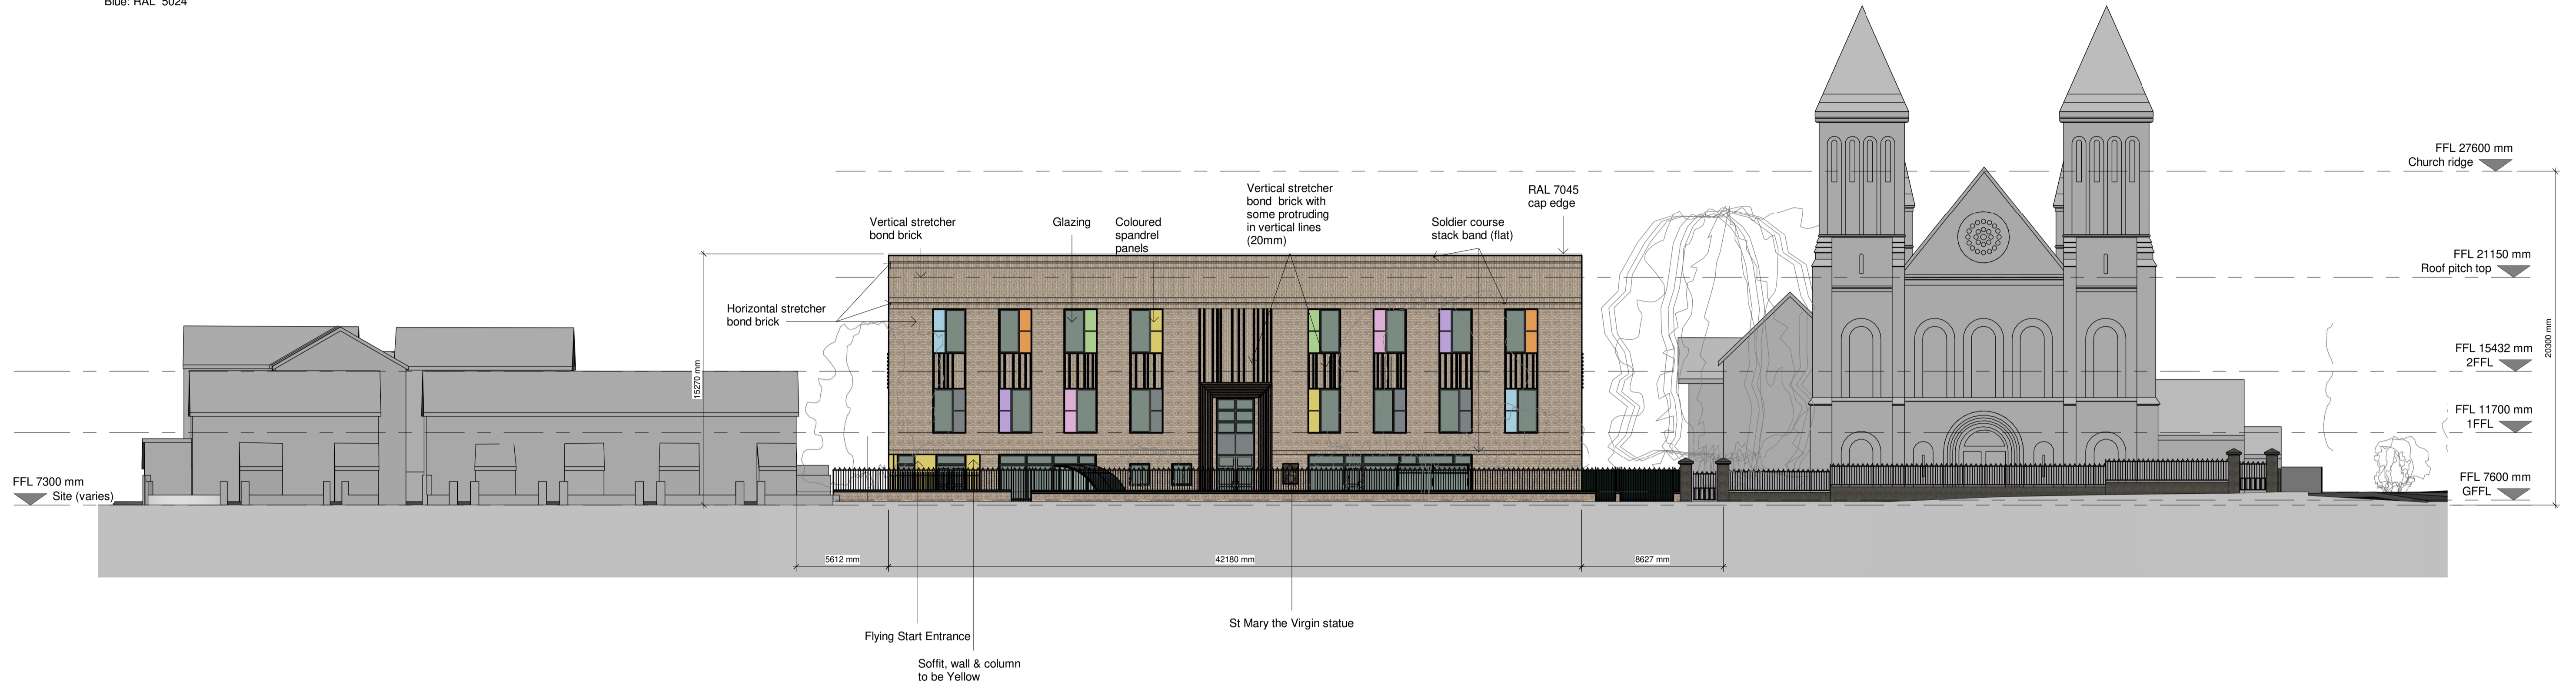 Blue: RAL 5024
FFL 27600 mm
Church ridge
Vertical stretcher
bond brick with
some protruding
in vertical lines
(20mm)
RAL 7045
cap edge
Vertical stretcher
bond brick
Glazing
Coloured
spandrel
panels
Soldier course
stack band (flat)
FFL 21150 mm
Roof pitch top
Horizontal stretcher
bond brick
15270 mm
20300 mm
FFL 15432 mm
2FFL
FFL 11700 mm
1FFL
FFL 7300 mm
Site (varies)
FFL 7600 mm
GFFL
5612 mm
42180 mm
8627 mm
St Mary the Virgin statue
Flying Start Entrance
Soffit, wall & column
to be Yellow